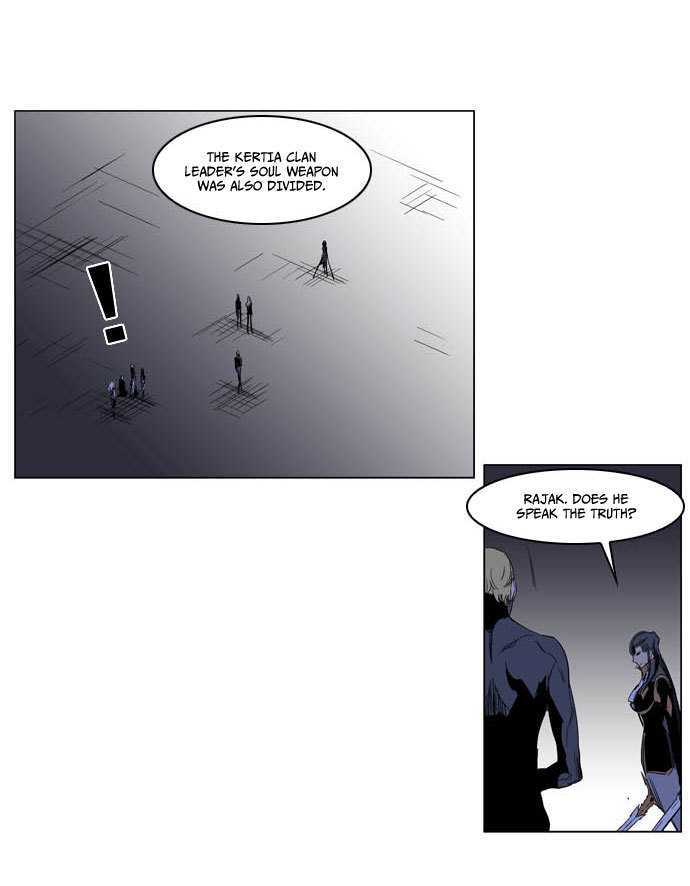 THE KERTIA CLAN
LEADER'S SOUL WEAPON
WAS ALSO DIVIDED.
!
RAJAK. DOES HE
SPEAK THE TRUTH?